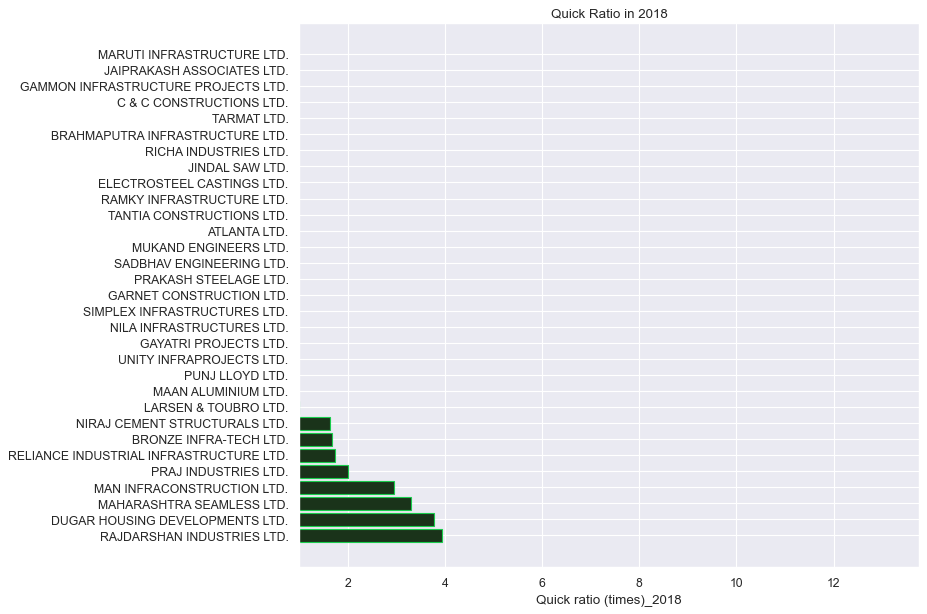 Quick Ratio in 2018
MARUTI INFRASTRUCTURE LTD.
JAIPRAKASH ASSOCIATES LTD.
GAMMON INFRASTRUCTURE PROJECTS LTD.
C & C CONSTRUCTIONS LTD.
TARMAT LTD.
BRAHMAPUTRA INFRASTRUCTURE LTD.
RICHA INDUSTRIES LTD.
JINDAL SAW LTD.
ELECTROSTEEL CASTINGS LTD.
RAMKY INFRASTRUCTURE LTD.
TANTIA CONSTRUCTIONS LTD.
ATLANTA LTD.
MUKAND ENGINEERS LTD.
SADBHAV ENGINEERING LTD.
PRAKASH STEELAGE LTD.
GARNET CONSTRUCTION LTD.
SIMPLEX INFRASTRUCTURES LTD.
NILA INFRASTRUCTURES LTD.
GAYATRI PROJECTS LTD.
UNITY INFRAPROJECTS LTD.
PUNJ LLOYD LTD.
MAAN ALUMINIUM LTD.
LARSEN & TOUBRO LTD.
NIRAJ CEMENT STRUCTURALS LTD.
BRONZE INFRA-TECH LTD.
RELIANCE INDUSTRIAL INFRASTRUCTURE LTD.
PRAJ INDUSTRIES LTD.
MAN INFRACONSTRUCTION LTD.
MAHARASHTRA SEAMLESS LTD.
DUGAR HOUSING DEVELOPMENTS LTD.
RAJDARSHAN INDUSTRIES LTD.
2 4 6 8 10 12
Quick ratio (times)_2018